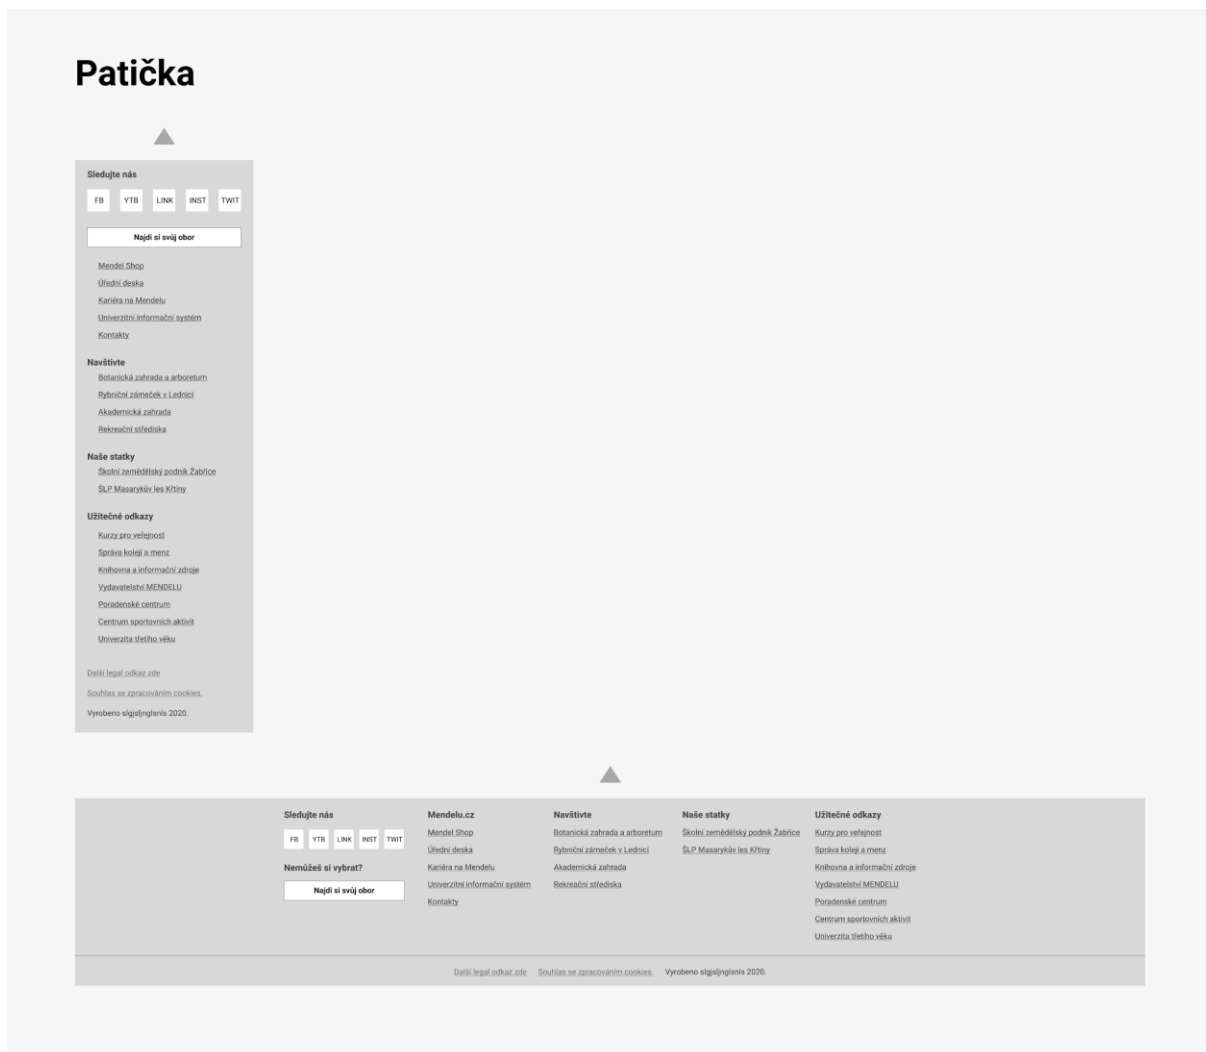 Patička
Sledujte nás
FB YTB LINK INST TWIT
Najdi si svůj obor
Mendel Shop
Úřední deska
Kariéra na Mendelu
Univerzitní informační systém
Kontakty
Navštivte
Botanická zahrada a arboretum
Rybniční zámeček v Lednici
Akademická zahrada
Rekreační střediska
Naše statky
Školní zemědělský podnik Žabřice
ŠLP Masarykův les Křtiny
Užitečné odkazy
Kurzy pro veřejnost
Správa kolejí a menz
Knihovna a informační zdroje
Vydavatelství MENDELU
Poradenské centrum
Centrum sportovních aktivit
Univerzita třetího věku
Další legal odkaz zde
Souhlas se zpracováním cookies.
Vyrobeno slgjsljnglsnls 2020.
Sledujte nás
FB YTB LINK INST TWIT
Nemůžeš si vybrat?
Najdi si svůj obor
Mendelu.cz
Mendel Shop
Úřední deska
Kariéra na Mendelu
Univerzitní informační systém
Kontakty
Navštivte
Botanická zahrada a arboretum
Rybniční zámeček v Lednici
Akademická zahrada
Rekreační střediska
Naše statky
Školní zemědělský podnik Žabřice
ŠLP Masarykův les Křtiny
Užitečné odkazy
Kurzy pro veřejnost
Správa kolejí a menz
Knihovna a informační zdroje
Vydavatelství MENDELU
Poradenské centrum
Centrum sportovních aktivit
Univerzita třetího věku
Další legal odkaz zde Souhlas se zpracováním cookies. Vyrobeno slgjsljnglsnls 2020.